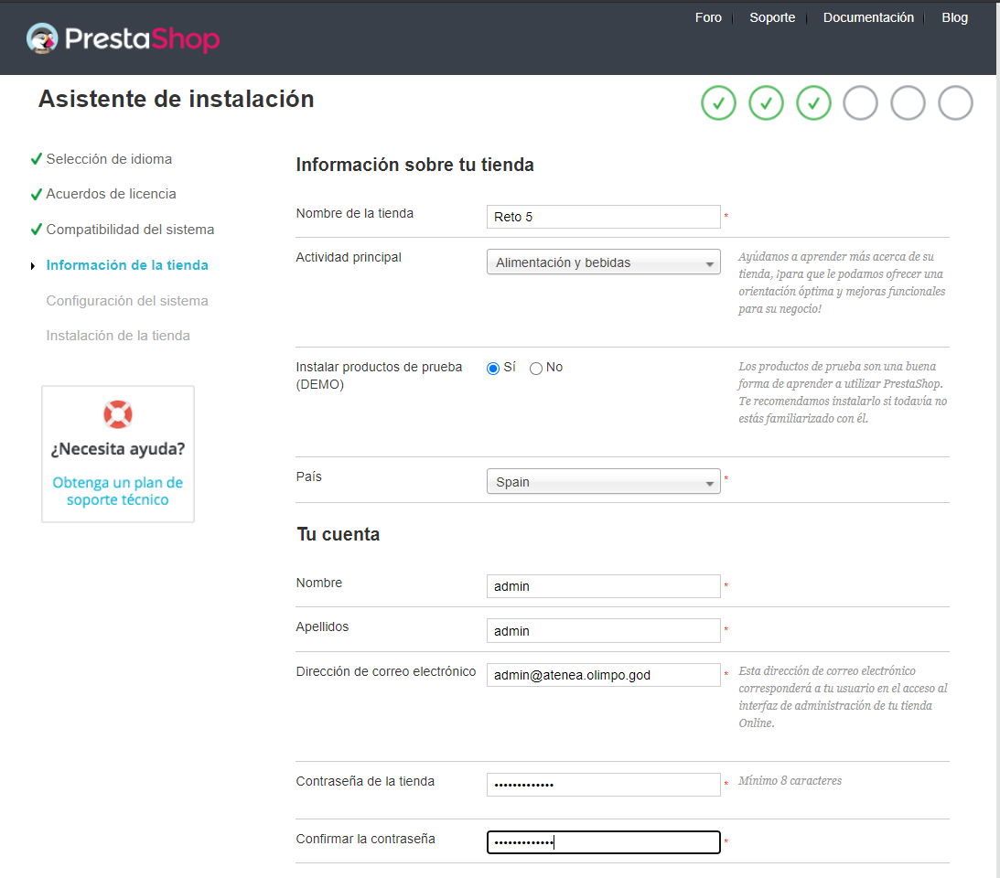 Foro Soporte Documentación Blog
PrestaShop
Asistente de instalación
Selección de idioma
Acuerdos de licencia
Compatibilidad del sistema
Información de la tienda
Configuración del sistema
Instalación de la tienda
¿Necesita ayuda?
Obtenga un plan de
soporte técnico
Información sobre tu tienda
Nombre de la tienda Reto 5 *
Actividad principal Alimentación y bebidas
Ayúdanos a aprender más acerca de su
tienda, ¡para que le podamos ofrecer una
orientación óptima y mejoras funcionales
para su negocio!
Instalar productos de prueba
(DEMO)
Sí No
Los productos de prueba son una buena
forma de aprender a utilizar PrestaShop.
Te recomendamos instalarlo si todavía no
estás familiarizado con él.
País Spain *
Tu cuenta
Nombre admin *
Apellidos admin *
Dirección de correo electrónico admin@atenea.olimpo.god *
Esta dirección de correo electrónico
corresponderá a tu usuario en el acceso al
interfaz de administración de tu tienda
Online.
Contraseña de la tienda ••••••••••••• * Mínimo 8 caracteres
Confirmar la contraseña ••••••••••••• *